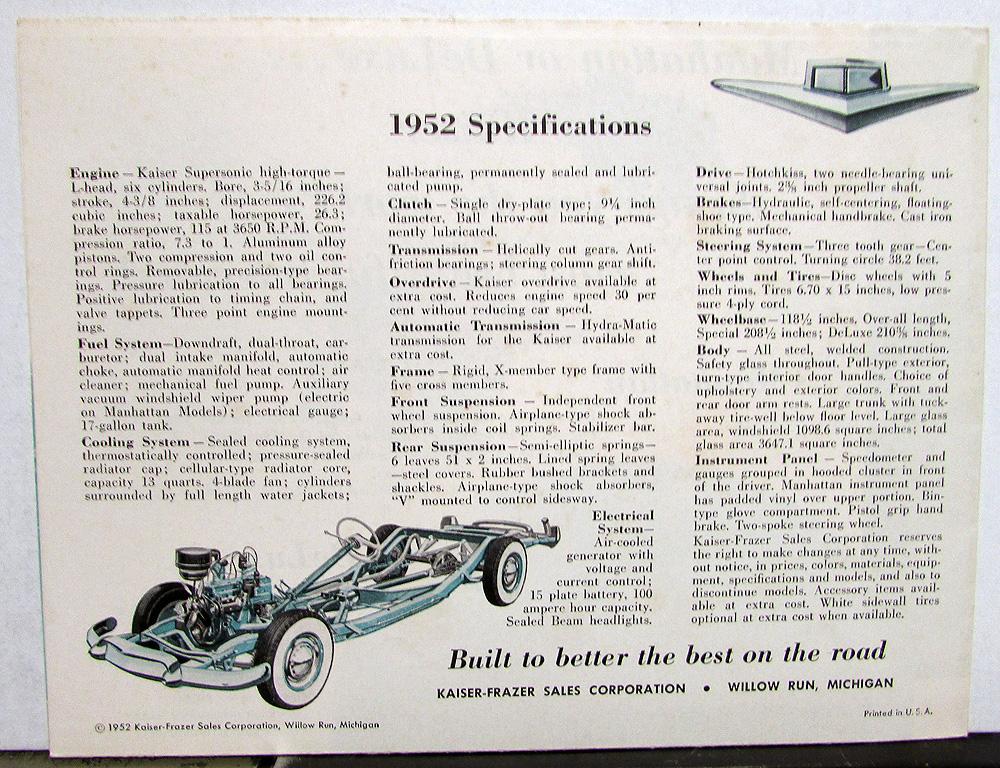 1952 Specifications
Engine — Kaiser Supersonic high-torque —
L-head, six cylinders. Bore, 3-5/16 inches;
stroke, 4-3/8 inches; displacement, 226.2
cubic inches; taxable horsepower, 26.3;
brake horsepower, 115 at 3650 R.P.M. Com-
pression ratio, 7.3 to 1. Aluminum alloy
pistons. Two compression and two oil con-
trol rings. Removable, precision-type bear-
ings. Pressure lubrication to all bearings.
Positive lubrication to timing chain, and
valve tappets. Three point engine mount-
ings.
Fuel System—Downdraft, dual-throat, car-
buretor; dual intake manifold, automatic
choke, automatic manifold heat control; air
cleaner; mechanical fuel pump. Auxiliary
vacuum windshield wiper pump (electric
on Manhattan Models); electrical gauge;
17-gallon tank.
Cooling System — Sealed cooling system,
thermostatically controlled; pressure-sealed
radiator cap; cellular-type radiator core,
capacity 13 quarts. 4-blade fan; cylinders
surrounded by full length water jackets;
ball-bearing, permanently sealed and lubri-
cated pump.
Clutch — Single dry-plate type; 9¼ inch
diameter. Ball throw-out bearing perma-
nently lubricated.
Transmission — Helically cut gears. Anti-
friction bearings; steering column gear shift.
Overdrive — Kaiser overdrive available at
extra cost. Reduces engine speed 30 per
cent without reducing car speed.
Automatic Transmission — Hydra-Matic
transmission for the Kaiser available at
extra cost.
Frame — Rigid, X-member type frame with
five cross members.
Front Suspension — Independent front
wheel suspension. Airplane-type shock ab-
sorbers inside coil springs. Stabilizer bar.
Rear Suspension—Semi-elliptic springs—
6 leaves 51 x 2 inches. Lined spring leaves
—steel covers. Rubber bushed brackets and
shackles. Airplane-type shock absorbers,
“V” mounted to control sidesway.
Electrical
System—
Air-cooled
generator with
voltage and
current control;
15 plate battery, 100
ampere hour capacity.
Sealed Beam headlights.
Drive—Hotchkiss, two needle-bearing uni-
versal joints. inch propeller shaft.
Brakes—Hydraulic, self-centering, floating-
shoe type. Mechanical handbrake. Cast iron
braking surface.
Steering System—Three tooth gear—Cen-
ter point control. Turning circle 38.2 feet.
Wheels and Tires—Disc wheels with 5
inch rims. Tires 6.70 x 15 inches, low pres-
sure 4-ply cord.
Wheelbase—118½ inches. Over-all length,
Special 208½ inches; DeLuxe inches.
Body — All steel, welded construction.
Safety glass throughout. Pull-type exterior,
turn-type interior door handles. Choice of
upholstery and exterior colors. Front and
rear door arm rests. Large trunk with tuck-
away tire-well below floor level. Large glass
area, windshield 1098.6 square inches; total
glass area 3647.1 square inches.
Instrument Panel — Speedometer and
gauges grouped in hooded cluster in front
of the driver. Manhattan instrument panel
has padded vinyl over upper portion. Bin-
type glove compartment. Pistol grip hand
brake. Two-spoke steering wheel.
Kaiser-Frazer Sales Corporation reserves
the right to make changes at any time, with-
out notice, in prices, colors, materials, equip-
ment, specifications and models, and also to
discontinue models. Accessory items avail-
able at extra cost. White sidewall tires
optional at extra cost when available.
Built to better the best on the road
KAISER-FRAZER SALES CORPORATION • WILLOW RUN, MICHIGAN
Printed in U.S.A.
© 1952 Kaiser-Frazer Sales Corporation, Willow Run, Michigan